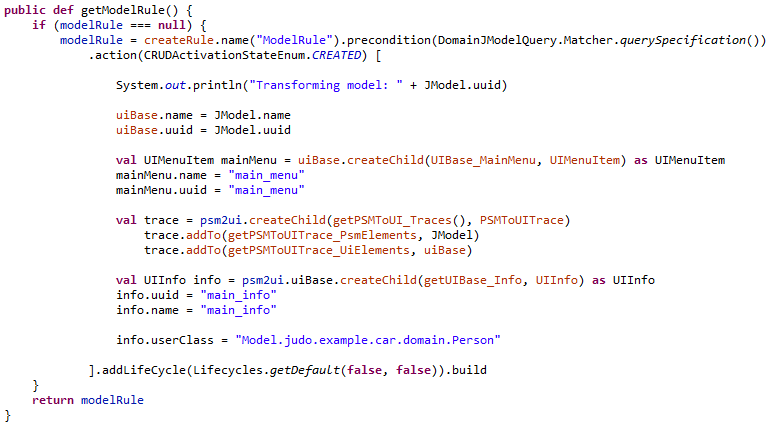 public def getModelRule() {
    if (modelRule === null) {
        modelRule = createRule.name("ModelRule").precondition(DomainJModelQuery.Matcher.querySpecification())
            .action(CRUDActivationStateEnum.CREATED) [

                System.out.println("Transforming model: " + JModel.uuid)

                uiBase.name = JModel.name
                uiBase.uuid = JModel.uuid

                val UIMenuItem mainMenu = uiBase.createChild(UIBase_MainMenu, UIMenuItem) as UIMenuItem
                mainMenu.name = "main_menu"
                mainMenu.uuid = "main_menu"

                val trace = psm2ui.createChild(getPSMToUI_Traces(), PSMToUITrace)
                    trace.addTo(getPSMToUITrace_PsmElements, JModel)
                    trace.addTo(getPSMToUITrace_UiElements, uiBase)

                val UIInfo info = psm2ui.uiBase.createChild(getUIBase_Info, UIInfo) as UIInfo
                info.uuid = "main_info"
                info.name = "main_info"

                info.userClass = "Model.judo.example.car.domain.Person"

            ].addLifeCycle(Lifecycles.getDefault(false, false)).build
    }
    return modelRule
}